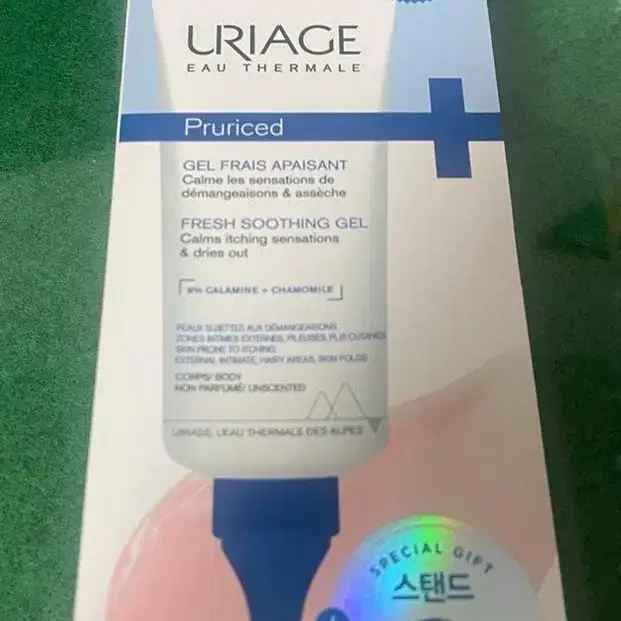 URIAGE
EAU THERMALE
Pruriced
GEL FRAIS APAISANT
Calme les sensations de
démangeaisons & assèche
FRESH SOOTHING GEL
Calms itching sensations
& dries out
8% CALAMINE + CHAMOMILE
PEAUX SUJETTES AUX DÉMANGEAISONS
ZONES INTIMES EXTERNES, PILEUSES, PLIS CUTANÉS
SKIN PRONE TO ITCHING
EXTERNAL INTIMATE, HAIRY AREAS, SKIN FOLDS
CORPS/ BODY
NON PARFUMÉ/ UNSCENTED
URIAGE, L'EAU THERMALE DES ALPES
SPECIAL GIFT
스탠드